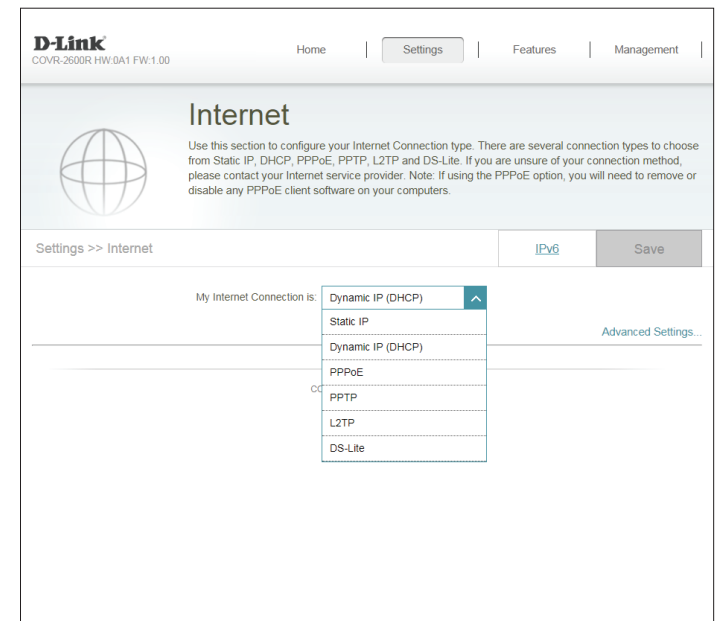 D-Link
COVR-2600R HW:0A1 FW:1.00
Home
Settings
Features
Management
Internet
Use this section to configure your Internet Connection type. There are several connection types to choose
from Static IP, DHCP, PPPoE, PPTP, L2TP and DS-Lite. If you are unsure of your connection method,
please contact your Internet service provider. Note: If using the PPPoE option, you will need to remove or
disable any PPPoE client software on your computers.
Settings >> Internet
IPv6
Save
My Internet Connection is:
Dynamic IP (DHCP)
Static IP
Dynamic IP (DHCP)
PPPoE
PPTP
L2TP
DS-Lite
Advanced Settings...